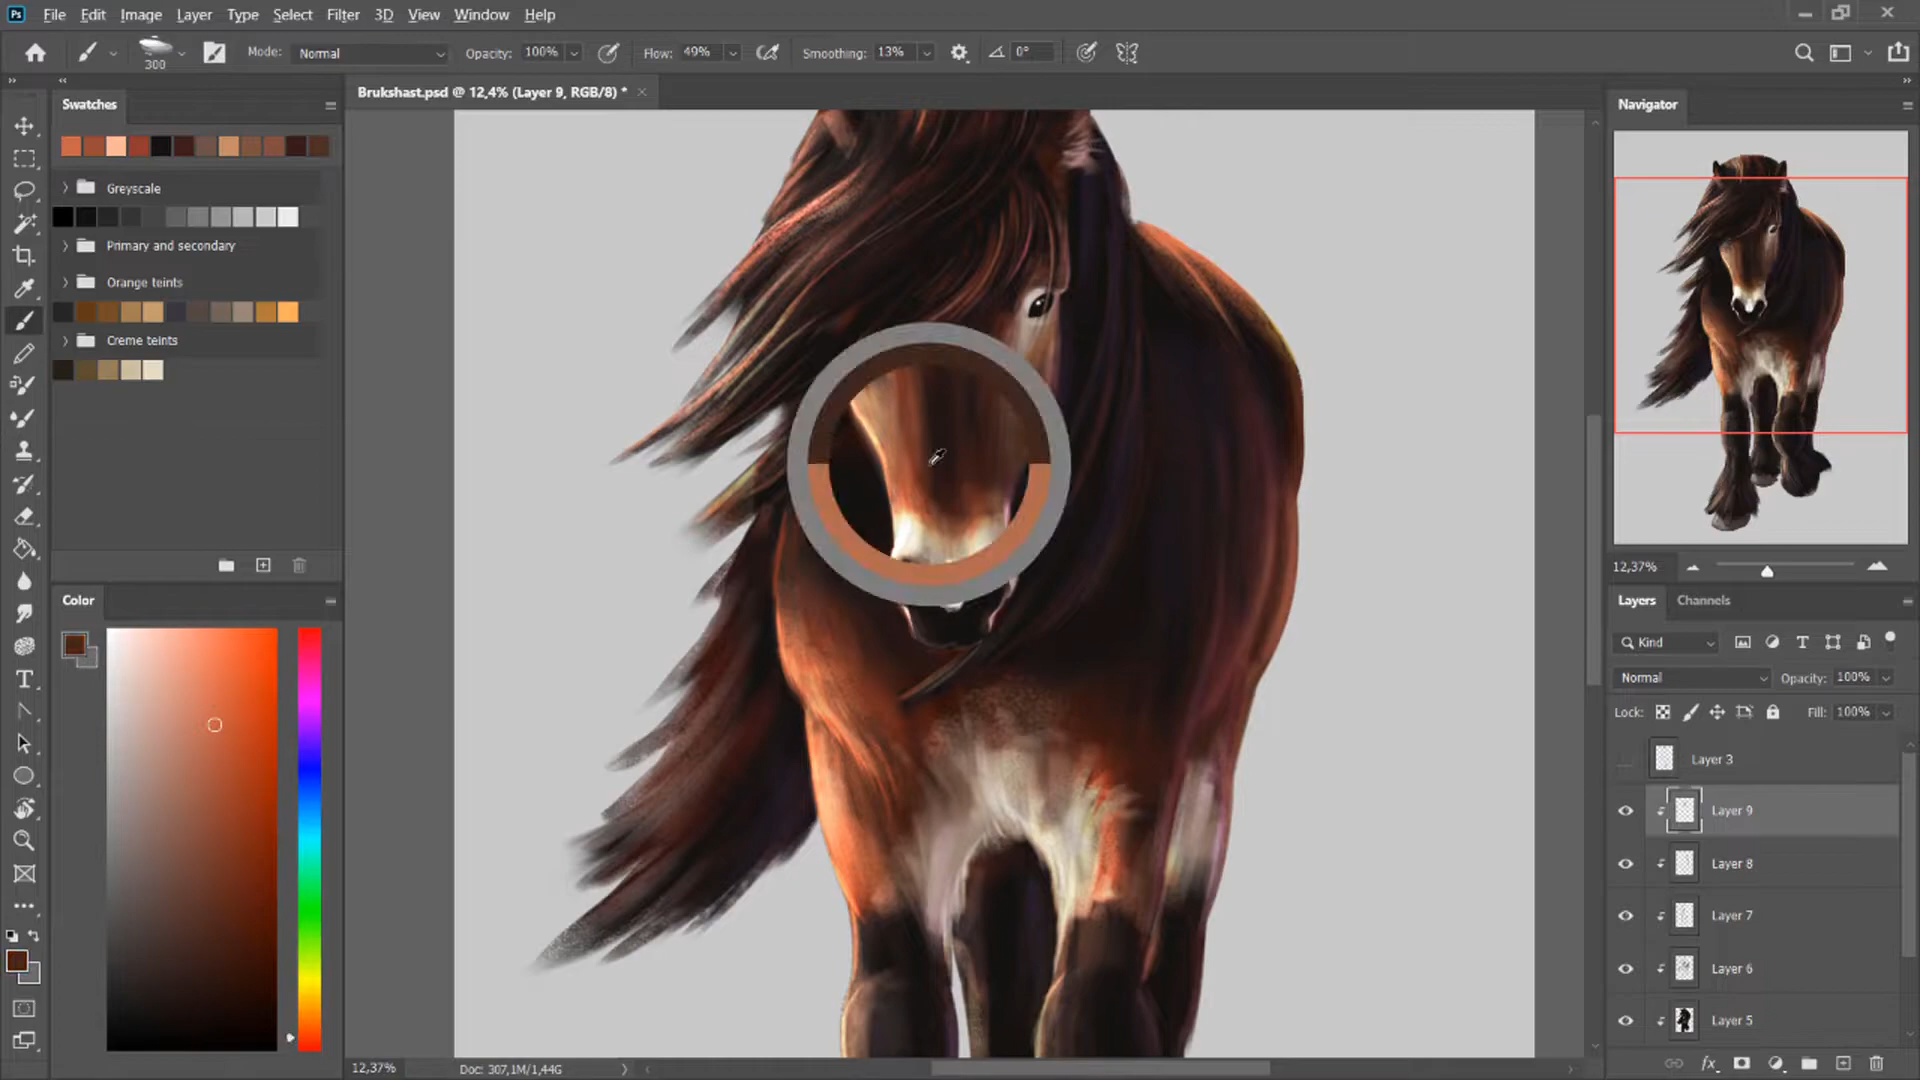 Ps File Edit Image Layer Type Select Filter 3D View Window Help
300 Mode: Normal Opacity: 100% Flow: 49% Smoothing: 13% 0°
Swatches
Brukshast.psd @ 12,4% (Layer 9, RGB/8) *
Navigator
Greyscale
Primary and secondary
Orange teints
Creme teints
12,37%
Color
Layers Channels
Kind
Normal Opacity: 100%
Lock: Fill: 100%
Layer 3
Layer 9
Layer 8
Layer 7
Layer 6
Layer 5
12,37% Doc: 307,1M/1,44G
fx